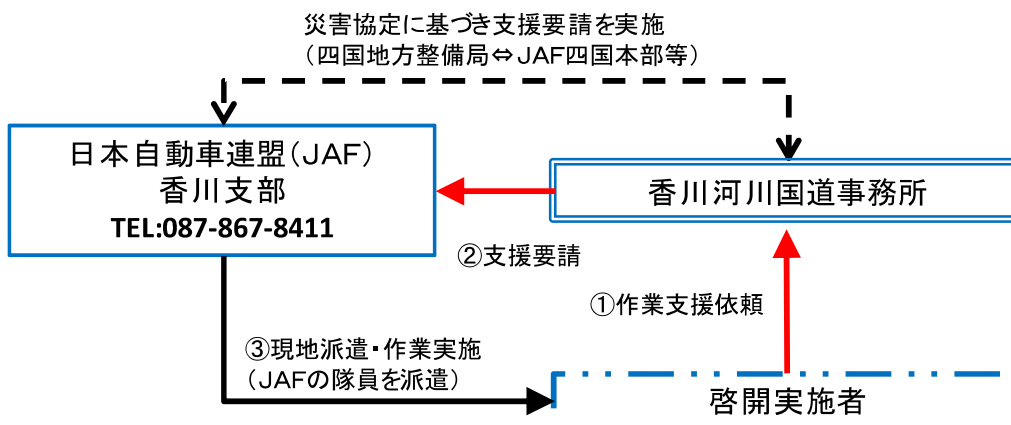 災害協定に基づき支援要請を実施
（四国地方整備局⇔ＪＡＦ四国本部等）
日本自動車連盟（ＪＡＦ）
香川支部
TEL:087-867-8411
香川河川国道事務所
②支援要請
①作業支援依頼
③現地派遣・作業実施
（ＪＡＦの隊員を派遣）
啓開実施者